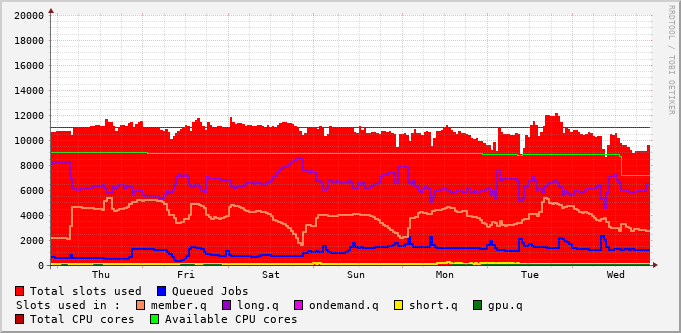 20000
18000
16000
14000
12000
10000
8000
6000
4000
2000
0
Thu Fri Sat Sun Mon Tue Wed
RRDTOOL / TOBI OETIKER
Total slots used Queued Jobs
Slots used in : member.q long.q ondemand.q short.q gpu.q
Total CPU cores Available CPU cores